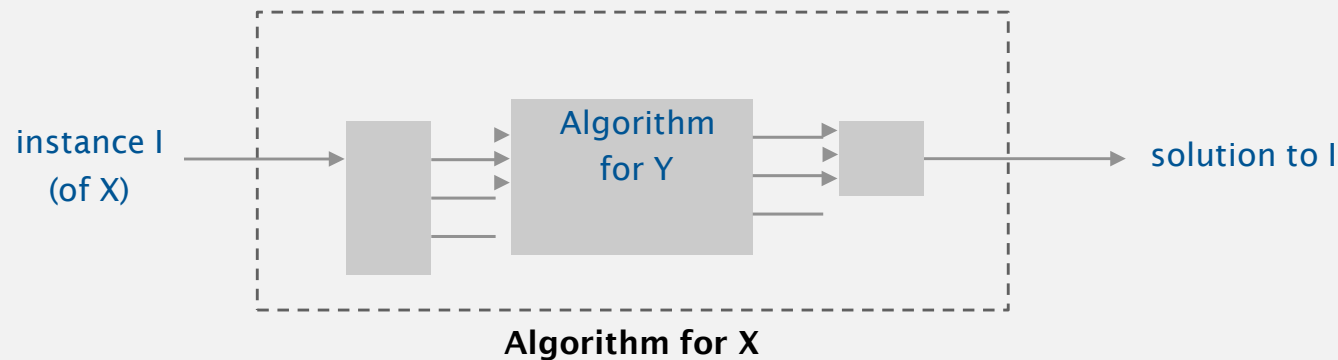 instance I
(of X)
Algorithm
for Y
solution to I
Algorithm for X